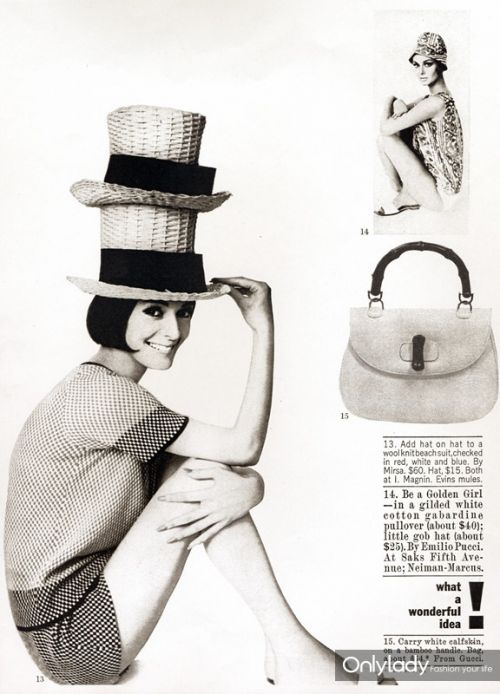 14
15
13. Add hat on hat to a
wool knit beach suit, checked
in red, white and blue. By
Mirsa. $60. Hat, $15. Both
at I. Magnin. Evins mules.
14. Be a Golden Girl
—in a gilded white
cotton gabardine
pullover (about $40);
little gob hat (about
$25). By Emilio Pucci.
At Saks Fifth Ave-
nue; Neiman-Marcus.
what
a
wonderful
idea !
15. Carry white calfskin,
on a bamboo handle. Bag,
about From Gucci.
13
Onlylady Fashion your life